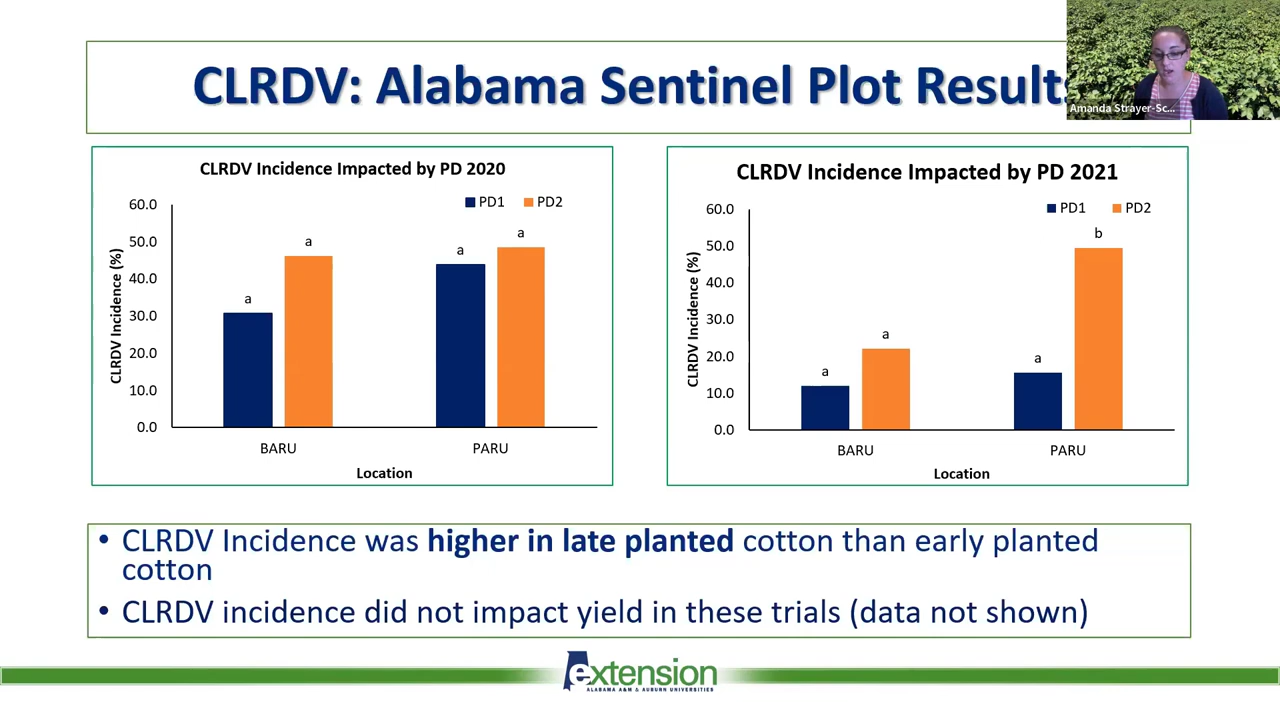 CLRDV: Alabama Sentinel Plot Results
Amanda Strayer-Sc...
CLRDV Incidence Impacted by PD 2020
PD1 PD2
60.0
50.0
40.0
30.0
20.0
10.0
0.0
CLRDV Incidence (%)
a
a
a
a
BARU
PARU
Location
CLRDV Incidence Impacted by PD 2021
PD1 PD2
60.0
50.0
40.0
30.0
20.0
10.0
0.0
CLRDV Incidence (%)
a
a
a
b
BARU
PARU
Location
• CLRDV Incidence was higher in late planted cotton than early planted
cotton
• CLRDV incidence did not impact yield in these trials (data not shown)
extension
ALABAMA A&M & AUBURN UNIVERSITIES